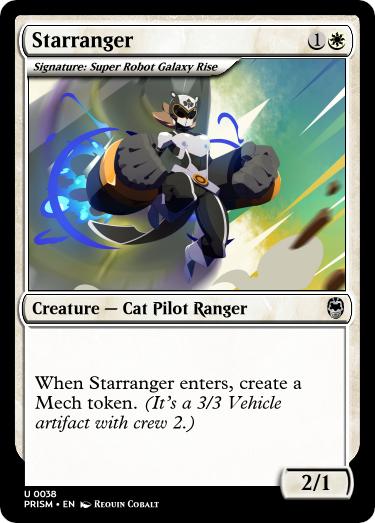 Starranger 1
Signature: Super Robot Galaxy Rise
Creature — Cat Pilot Ranger
When Starranger enters, create a
Mech token. (It's a 3/3 Vehicle
artifact with crew 2.)
2/1
U 0038
PRISM • EN Requin Cobalt